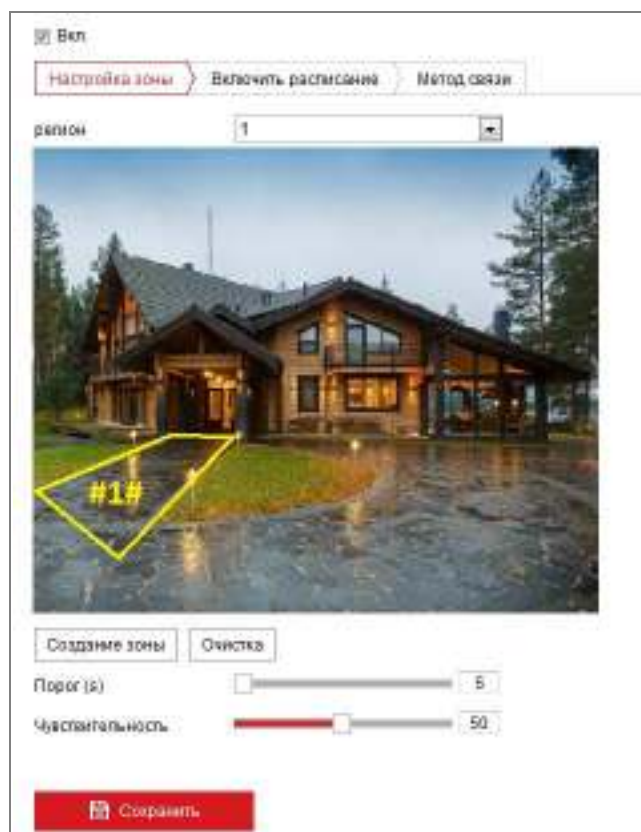 Вкл
Настройка зоны Включить расписание Метод связи
регион 1
#1#
Создание зоны Очистка
Порог (s) 5
Чувствительность 50
Сохранить